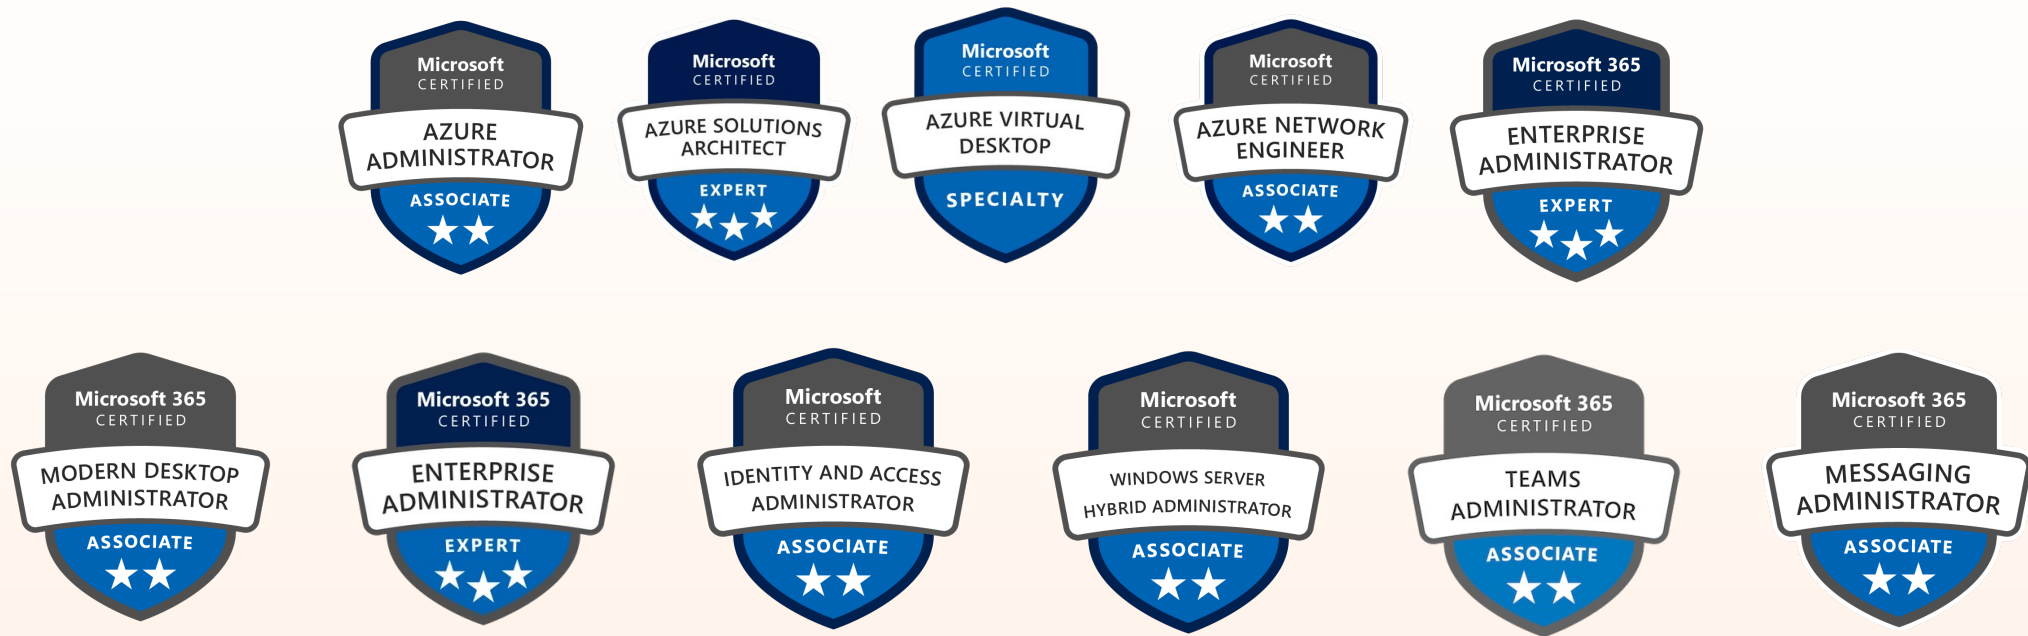 Microsoft
CERTIFIED
AZURE
ADMINISTRATOR
ASSOCIATE
Microsoft
CERTIFIED
AZURE SOLUTIONS
ARCHITECT
EXPERT
Microsoft
CERTIFIED
AZURE VIRTUAL
DESKTOP
SPECIALTY
Microsoft
CERTIFIED
AZURE NETWORK
ENGINEER
ASSOCIATE
Microsoft 365
CERTIFIED
ENTERPRISE
ADMINISTRATOR
EXPERT
Microsoft 365
CERTIFIED
MODERN DESKTOP
ADMINISTRATOR
ASSOCIATE
Microsoft 365
CERTIFIED
ENTERPRISE
ADMINISTRATOR
EXPERT
Microsoft
CERTIFIED
IDENTITY AND ACCESS
ADMINISTRATOR
ASSOCIATE
Microsoft
CERTIFIED
WINDOWS SERVER
HYBRID ADMINISTRATOR
ASSOCIATE
Microsoft 365
CERTIFIED
TEAMS
ADMINISTRATOR
ASSOCIATE
Microsoft 365
CERTIFIED
MESSAGING
ADMINISTRATOR
ASSOCIATE